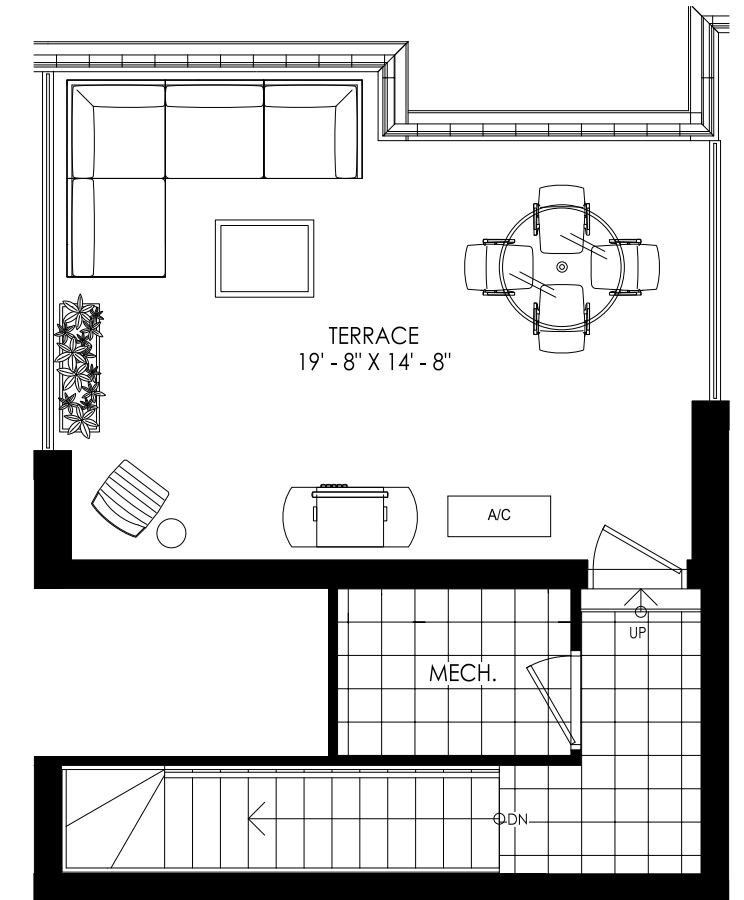 TERRACE
19' - 8" X 14' - 8"
A/C
UP
MECH.
DN